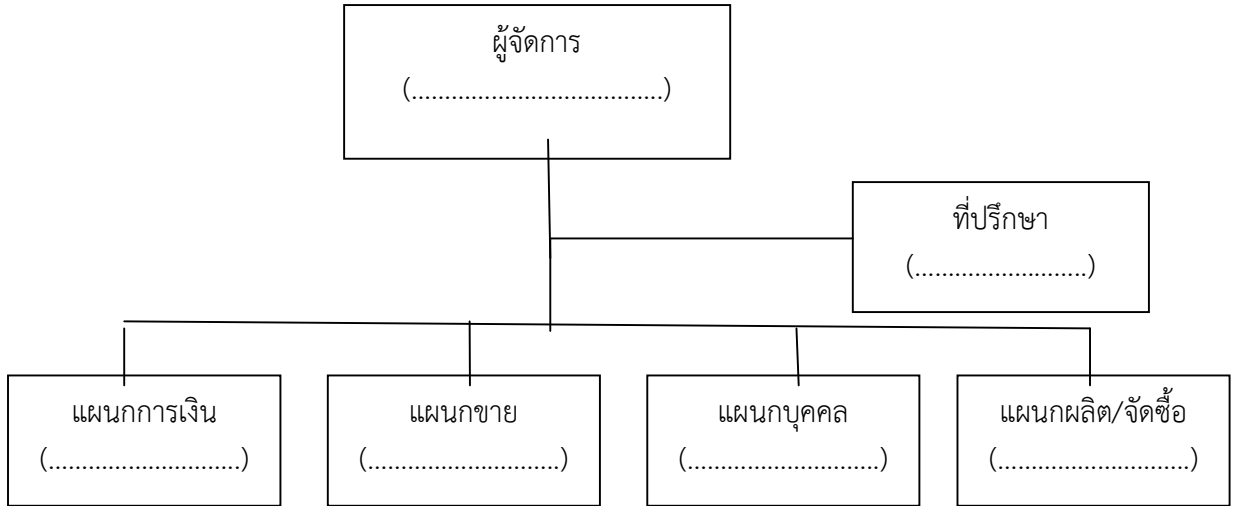 ผู้จัดการ
(......................................)
ที่ปรึกษา
(..........................)
แผนกการเงิน
(.............................)
แผนกขาย
(.............................)
แผนกบุคคล
(.............................)
แผนกผลิต/จัดซื้อ
(.............................)